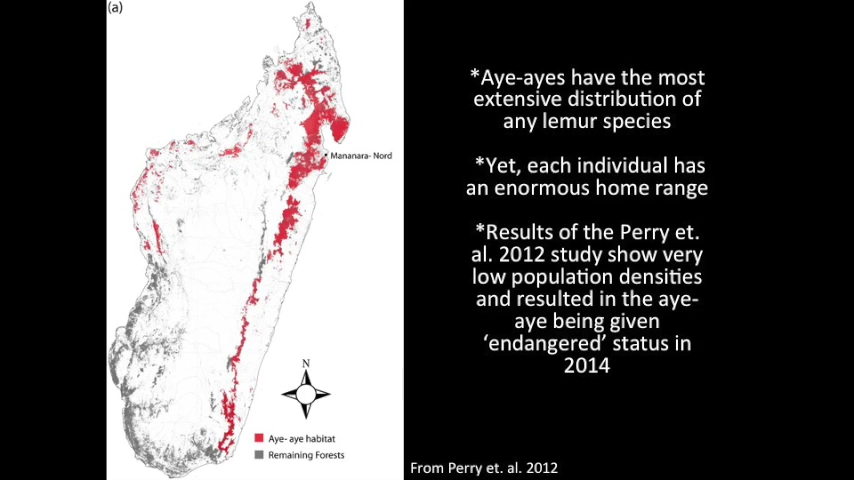 (a)
Mananara- Nord
N
Aye- aye habitat
Remaining Forests
*Aye-ayes have the most
extensive distribution of
any lemur species
*Yet, each individual has
an enormous home range
*Results of the Perry et.
al. 2012 study show very
low population densities
and resulted in the aye-
aye being given
‘endangered’ status in
2014
From Perry et. al. 2012